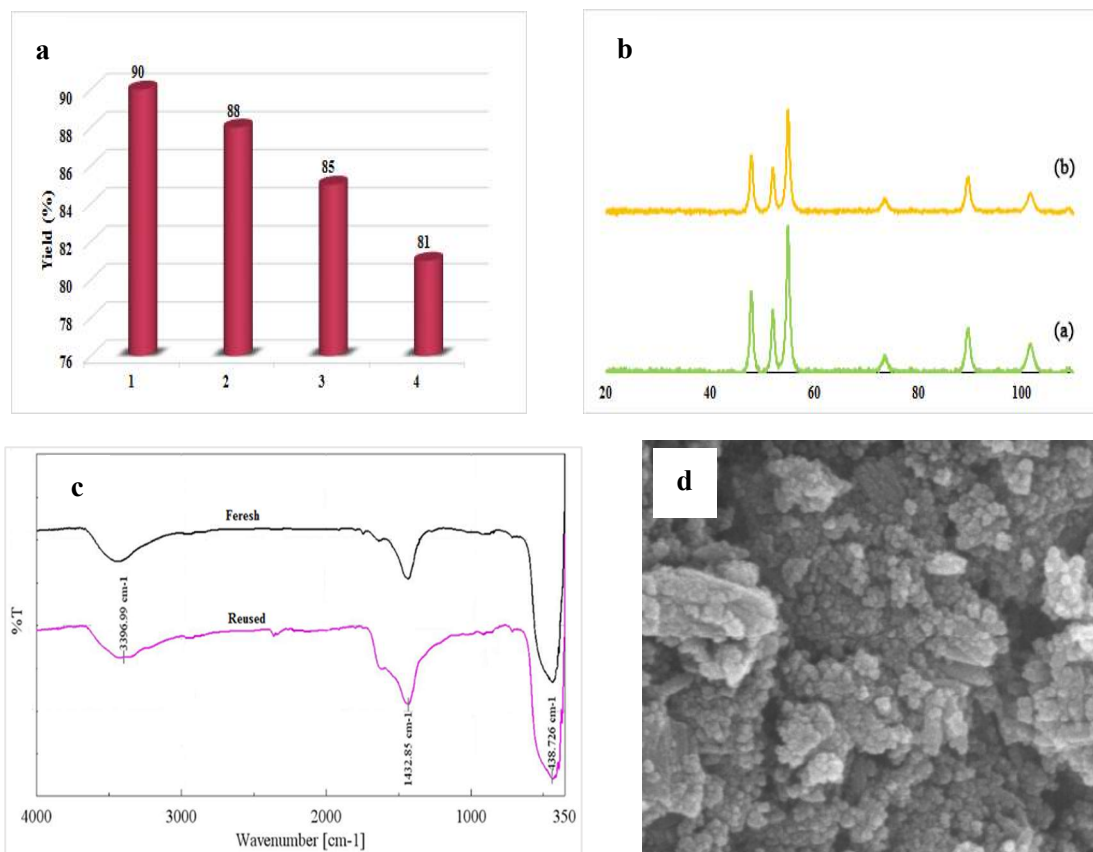 a
90
88
85
81
90
88
86
84
82
80
78
76
Yield (%)
1 2 3 4
b
(b)
(a)
20 40 60 80 100
c
Feresh
Reused
3396.99 cm-1
1432.85 cm-1
438.726 cm-1
%T
4000 3000 2000 1000 350
Wavenumber [cm-1]
d